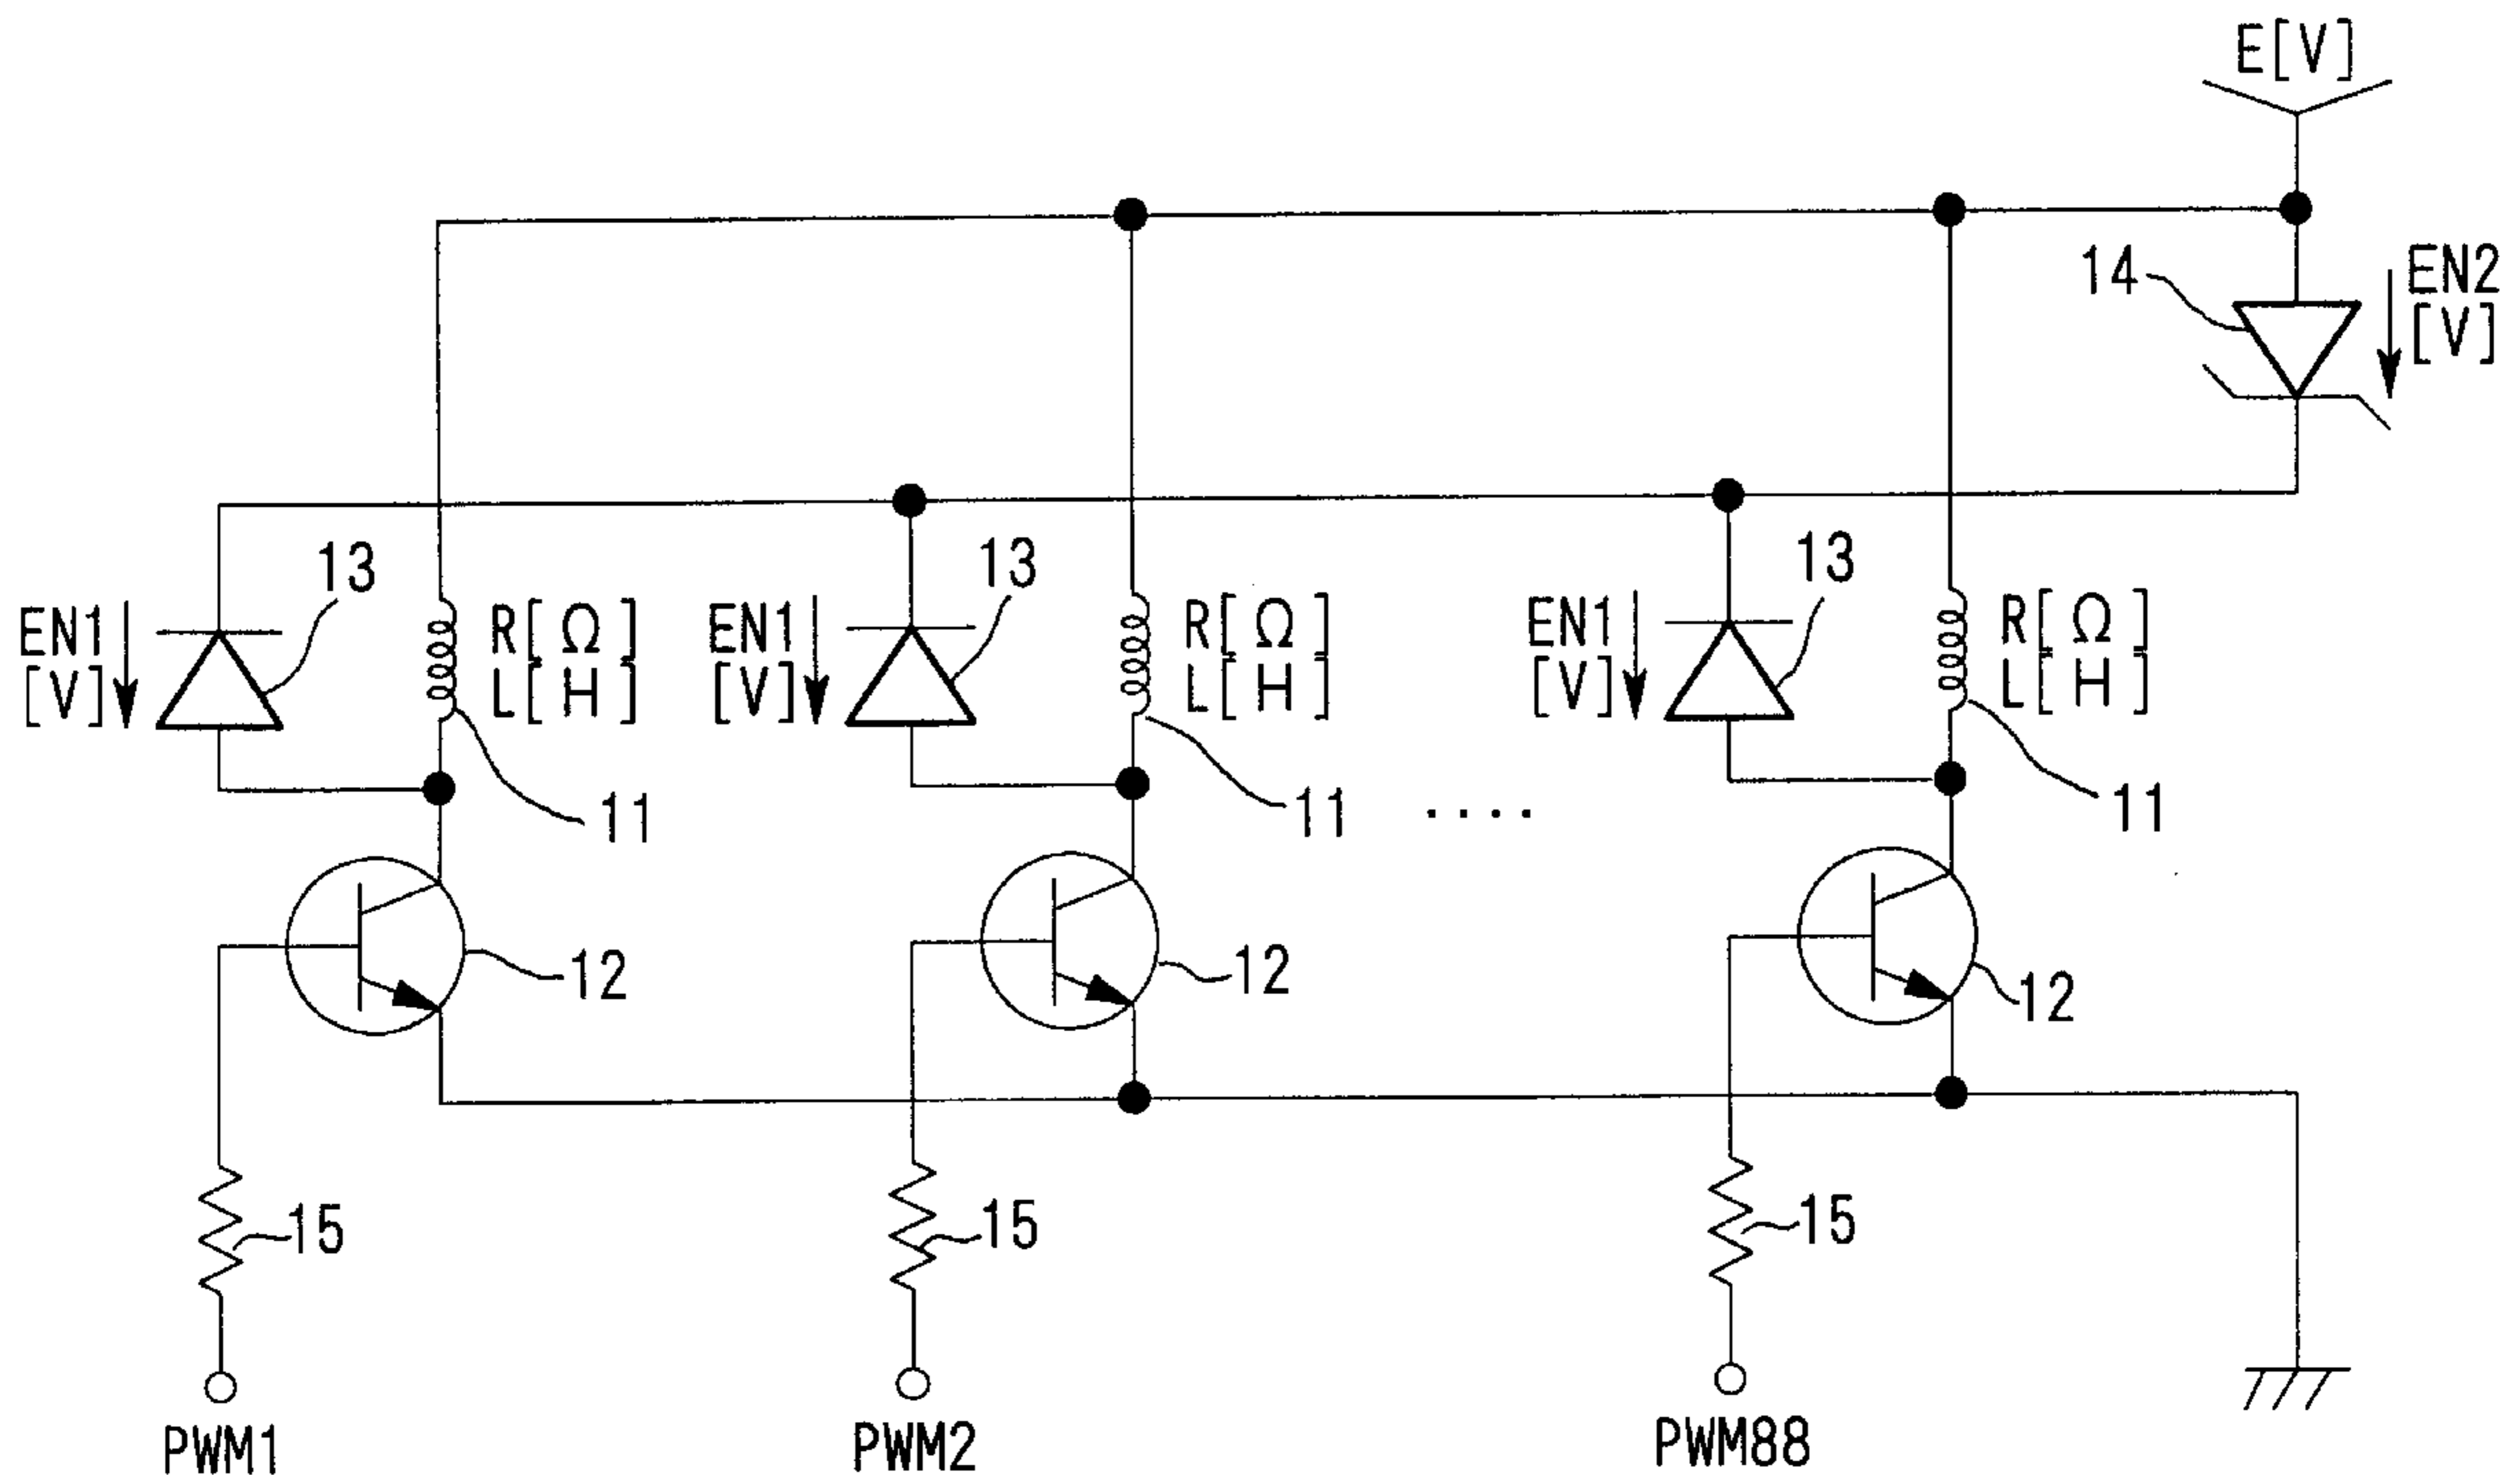 E[V]
14
EN2
[V]
13
13
13
EN1
[V]
R[Ω]
L[H]
EN1
[V]
R[Ω]
L[H]
EN1
[V]
R[Ω]
L[H]
11
11
····
11
12
12
12
15
15
15
PWM1
PWM2
PWM88